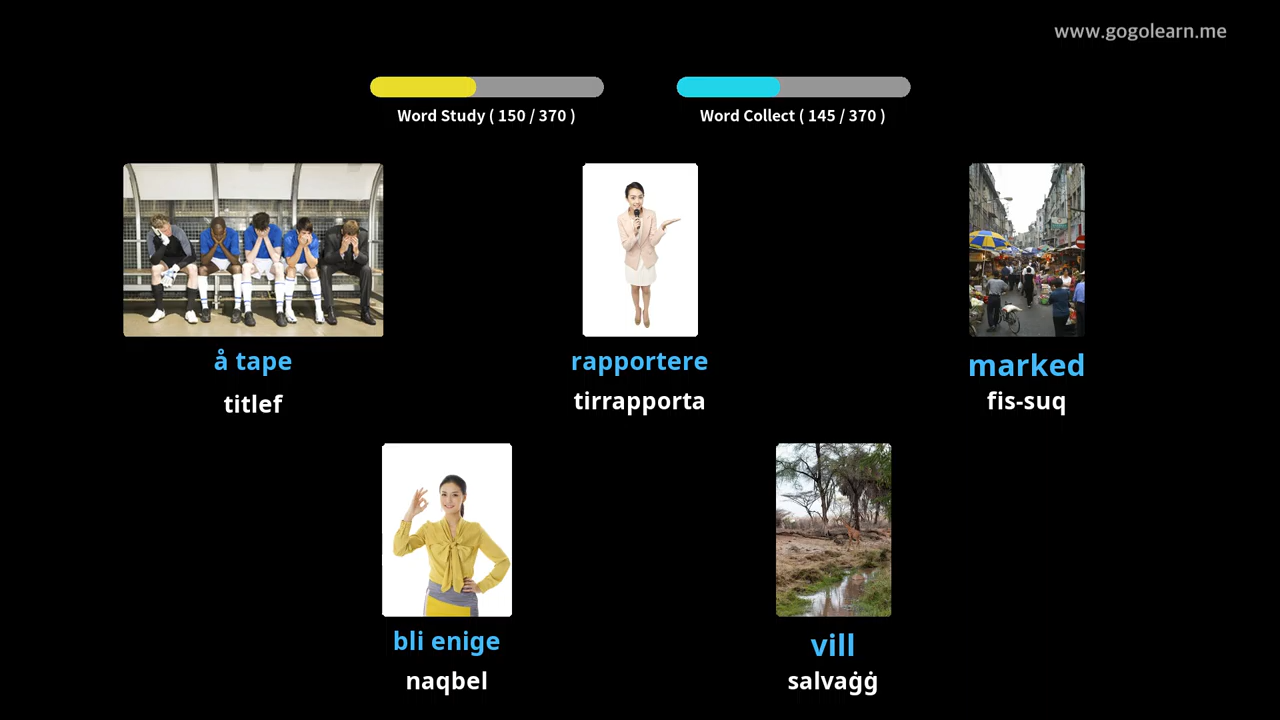 www.gogolearn.me
Word Study ( 150 / 370 )
Word Collect ( 145 / 370 )
å tape
rapportere
marked
titlef
tirrapporta
fis-suq
bli enige
vill
naqbel
salvaġġ